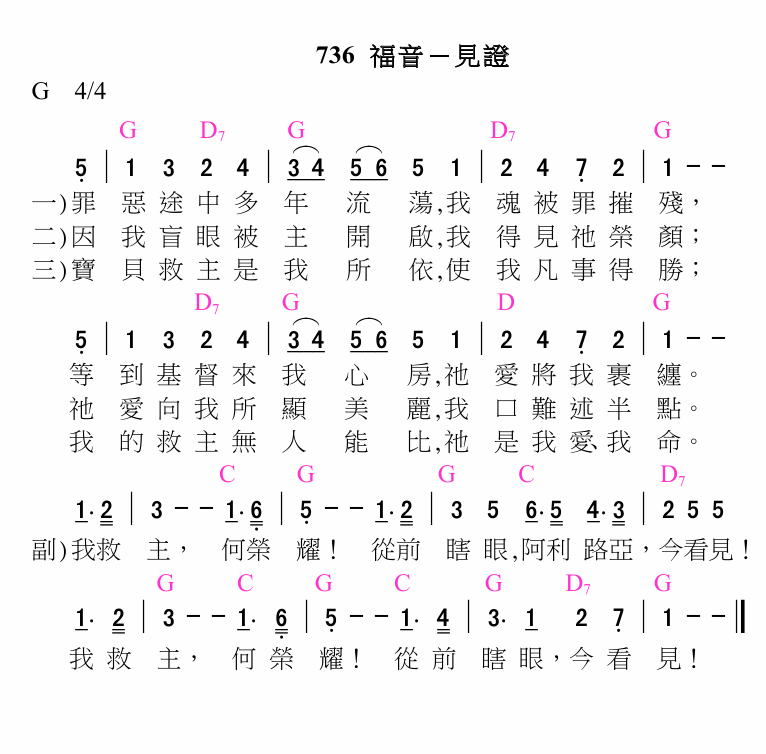 736 福音－見證
G 4/4
G D7 G D7 G
5 | 1 3 2 4 | 3 4 5 6 5 1 | 2 4 7 2 | 1 - -
一)罪 惡 途 中 多 年 流 蕩,我 魂 被 罪 摧 殘，
二)因 我 盲 眼 被 主 開 啟,我 得 見 祂 榮 顏；
三)寶 貝 救 主 是 我 所 依,使 我 凡 事 得 勝；
D7 G D G
5 | 1 3 2 4 | 3 4 5 6 5 1 | 2 4 7 2 | 1 - -
等 到 基 督 來 我 心 房,祂 愛 將 我 裹 纏。
祂 愛 向 我 所 顯 美 麗,我 口 難 述 半 點。
我 的 救 主 無 人 能 比,祂 是 我 愛、我 命。
C G G C D7
1. 2 | 3 - - 1. 6 | 5 - - 1. 2 | 3 5 6. 5 4. 3 | 2 5 5
副)我救 主， 何榮 耀！ 從前 瞎 眼,阿利 路亞，今看見！
G C G C G D7 G
1. 2 | 3 - - 1. 6 | 5 - - 1. 4 | 3. 1 2 7 | 1 - - ‖
我 救 主， 何 榮 耀！ 從 前 瞎 眼，今 看 見！